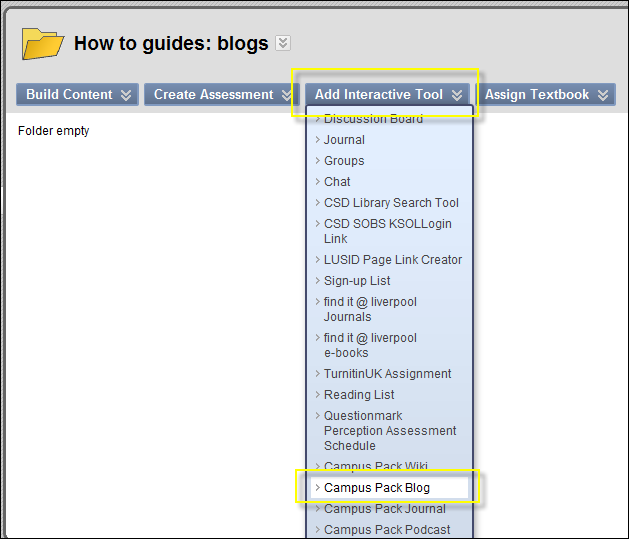 How to guides: blogs
Build Content
Create Assessment
Add Interactive Tool
Assign Textbook
Folder empty
Discussion Board
Journal
Groups
Chat
CSD Library Search Tool
CSD SOBS KSOLLogin
Link
LUSID Page Link Creator
Sign-up List
find it @ liverpool
Journals
find it @ liverpool
e-books
TurnitinUK Assignment
Reading List
Questionmark
Perception Assessment
Schedule
Campus Pack Wiki
Campus Pack Blog
Campus Pack Journal
Campus Pack Podcast